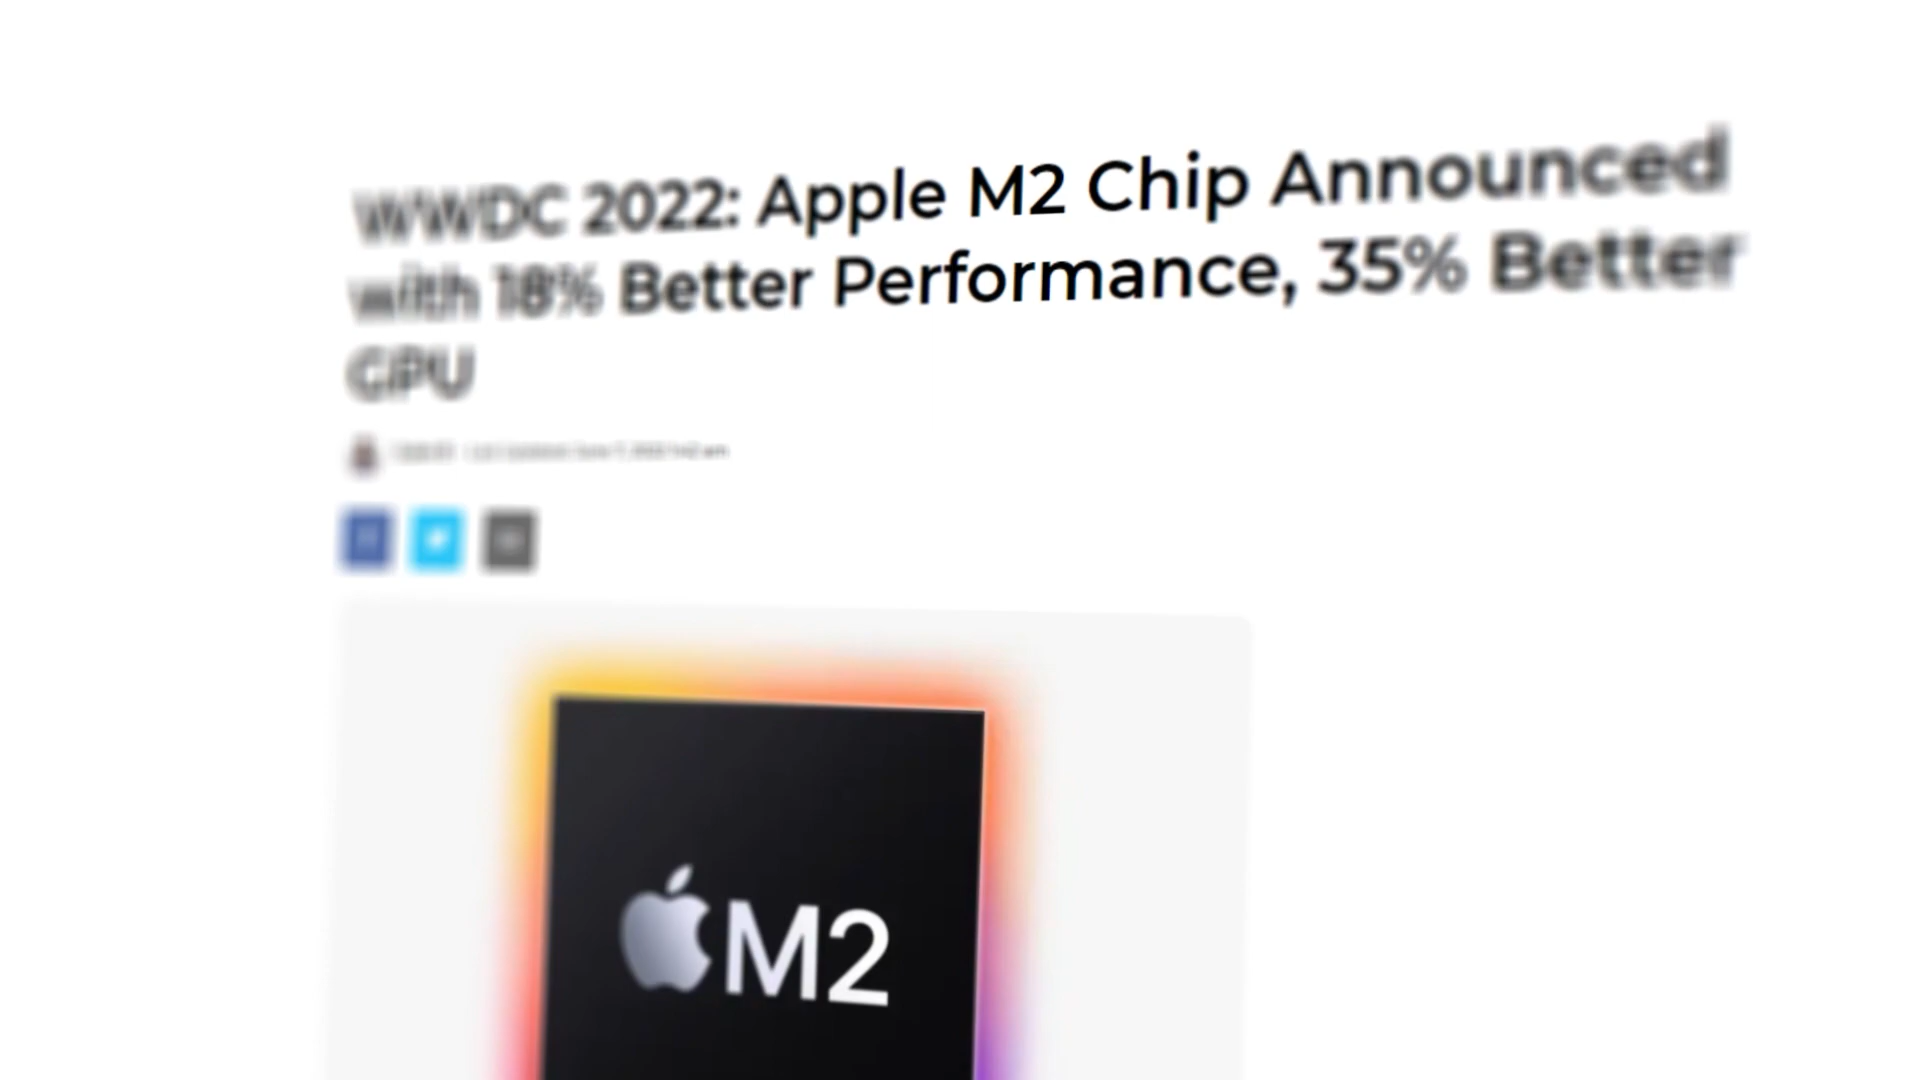 WWDC 2022: Apple M2 Chip Announced
with 18% Better Performance, 35% Better
GPU
M2